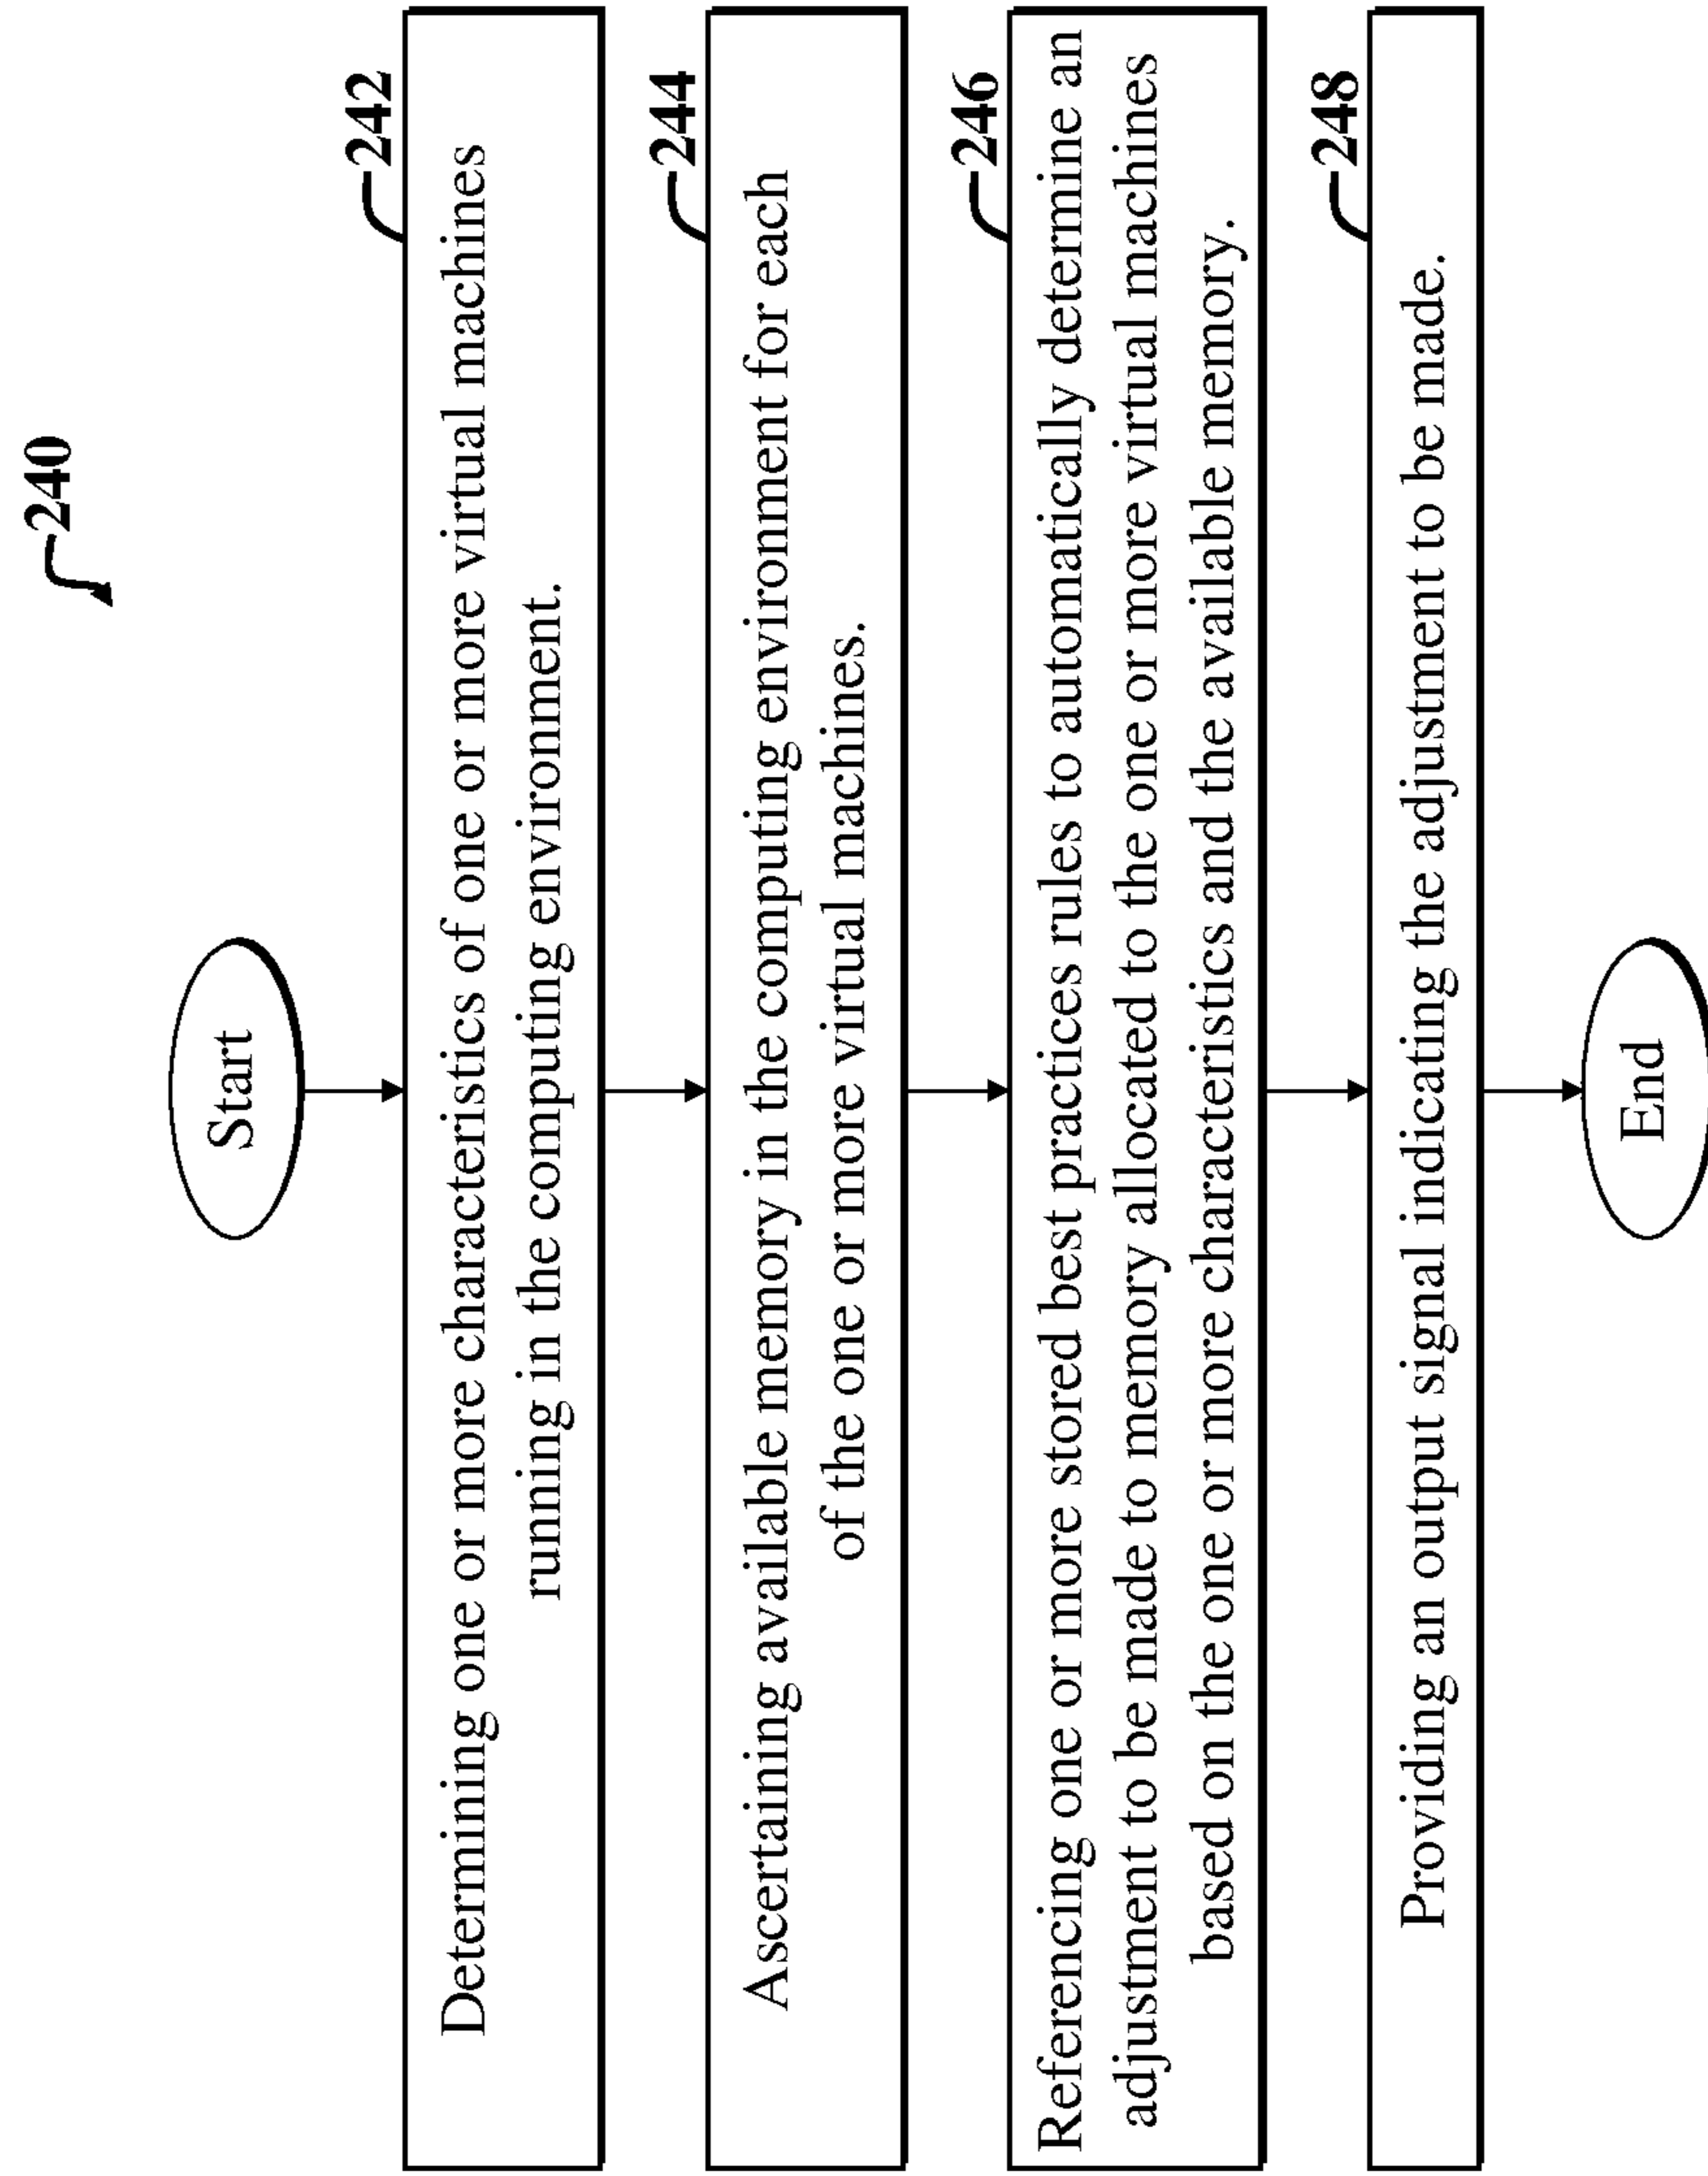 240
Start
242
Determining one or more characteristics of one or more virtual machines
running in the computing environment.
244
Ascertaining available memory in the computing environment for each
of the one or more virtual machines.
246
Referencing one or more stored best practices rules to automatically determine an
adjustment to be made to memory allocated to the one or more virtual machines
based on the one or more characteristics and the available memory.
248
Providing an output signal indicating the adjustment to be made.
End